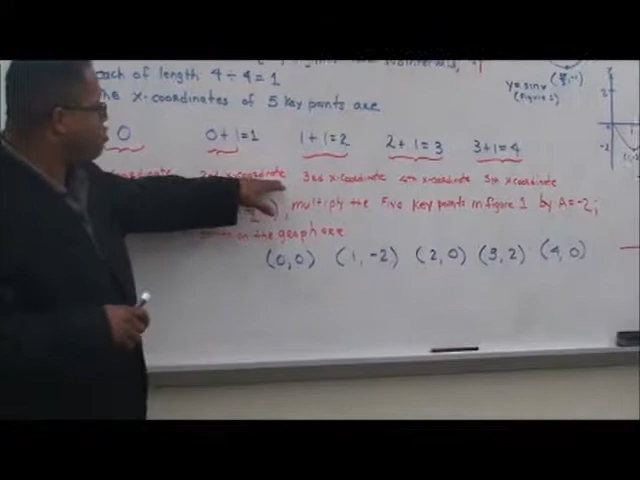 subinterval,
each of length 4 ÷ 4 = 1
The x-coordinates of 5 key points are
0 0+1=1 1+1=2 2+1=3 3+1=4
coordinate 2nd x-coordinate 3rd x-coordinate 4th x-coordinate 5th x coordinate
multiply the Five key points in figure 1 by A=-2;
points on the graph are
(0,0) (1,-2) (2,0) (3,2) (4,0)
y=sinx
(Figure 1)
2
-2